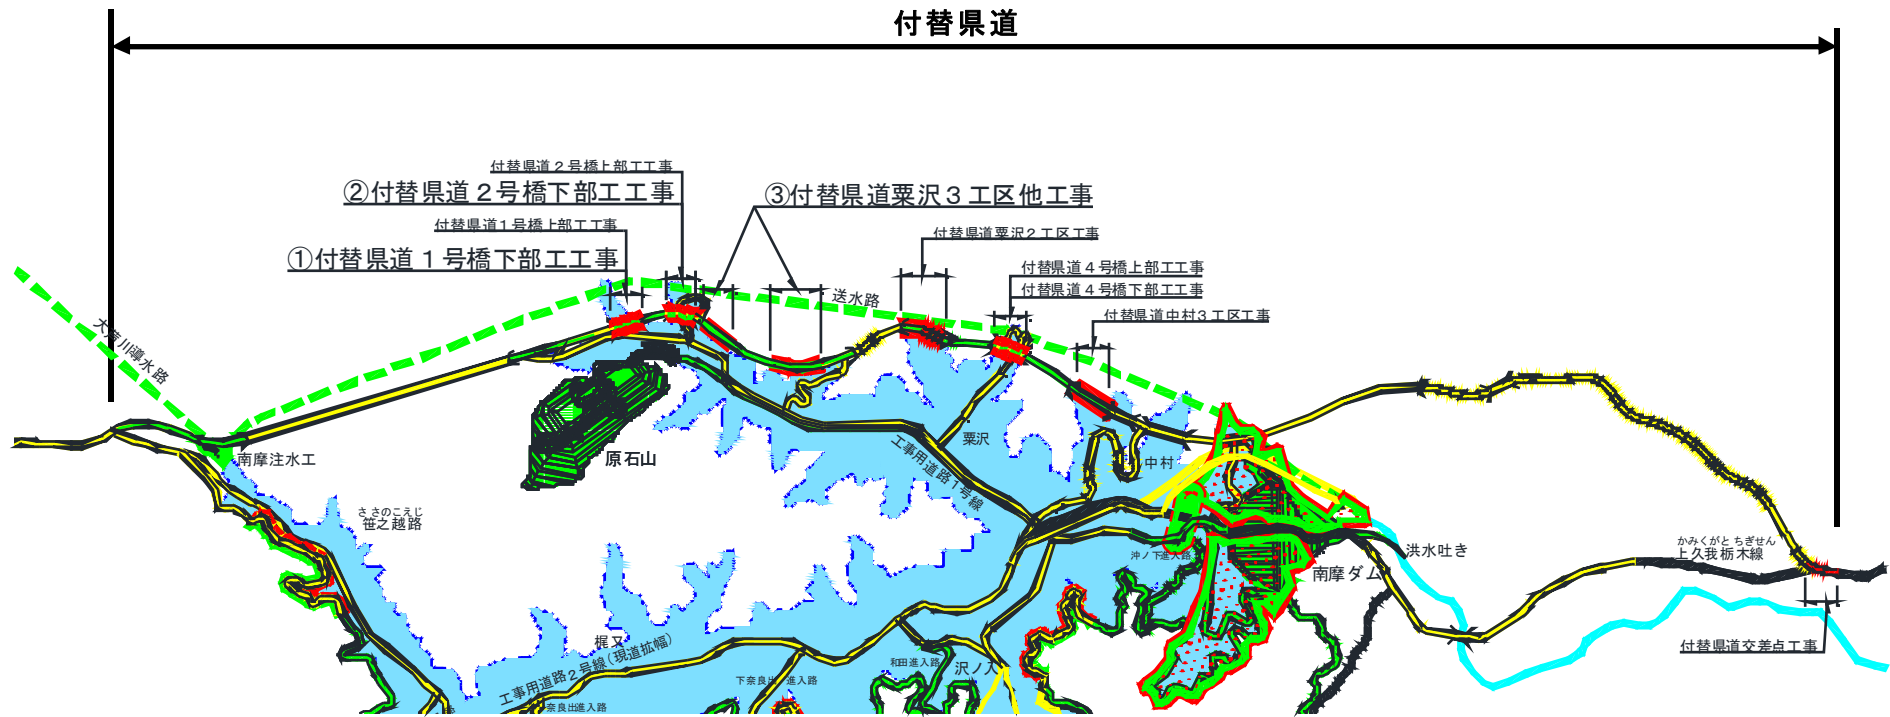 付替県道
付替県道２号橋上部工工事
②付替県道２号橋下部工工事
③付替県道粟沢３工区他工事
付替県道1号橋上部工工事
付替県道粟沢２工区工事
①付替県道１号橋下部工工事
付替県道４号橋上部工工事
付替県道４号橋下部工工事
送水路
付替県道中村３工区工事
大芦川導水路
南摩注水工
原石山
粟沢
中村
工事用道路1号線
ささのこえじ
笹之越路
沖ノ下進入路
洪水吐き
南摩ダム
かみくがとちぎせん
上久我栃木線
付替県道交差点工事
梶又
工事用道路２号線(現道拡幅)
和田進入路
沢ノ入
下奈良出進入路
奈良出進入路